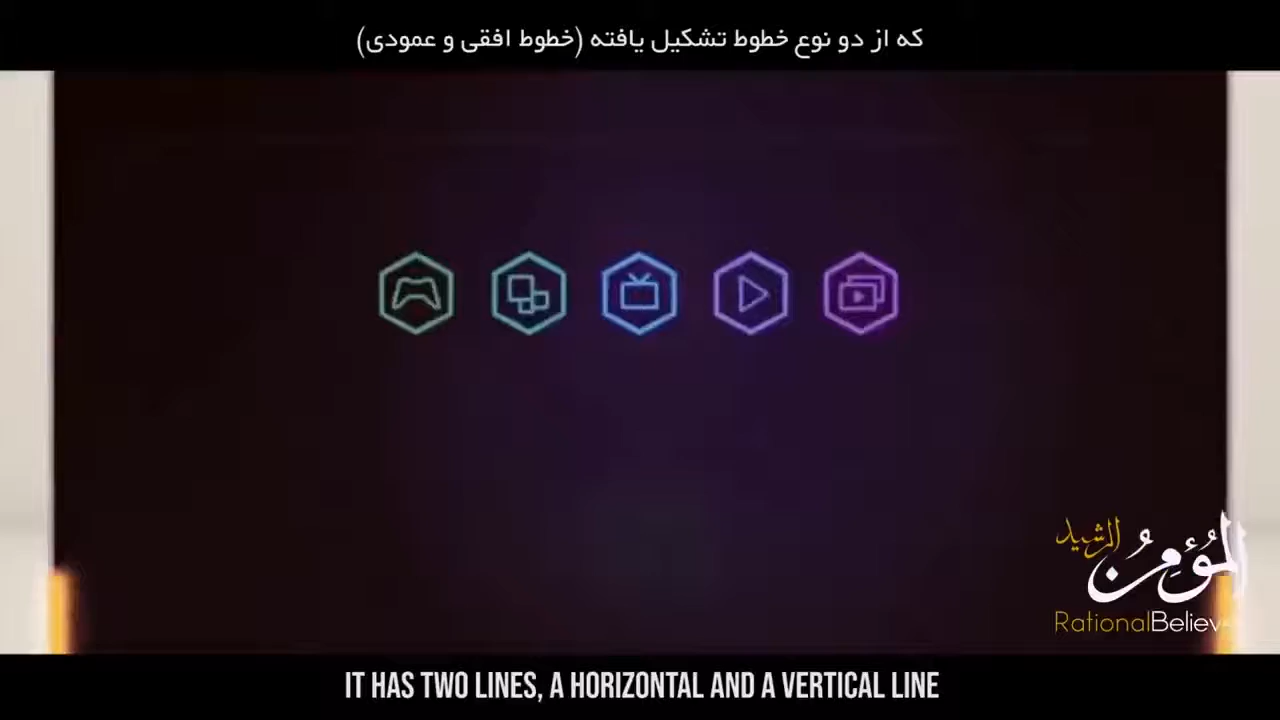 که از دو نوع خطوط تشکیل یافته (خطوط افقی و عمودی)
المؤمن الرشید
RationalBeliev
IT HAS TWO LINES, A HORIZONTAL AND A VERTICAL LINE